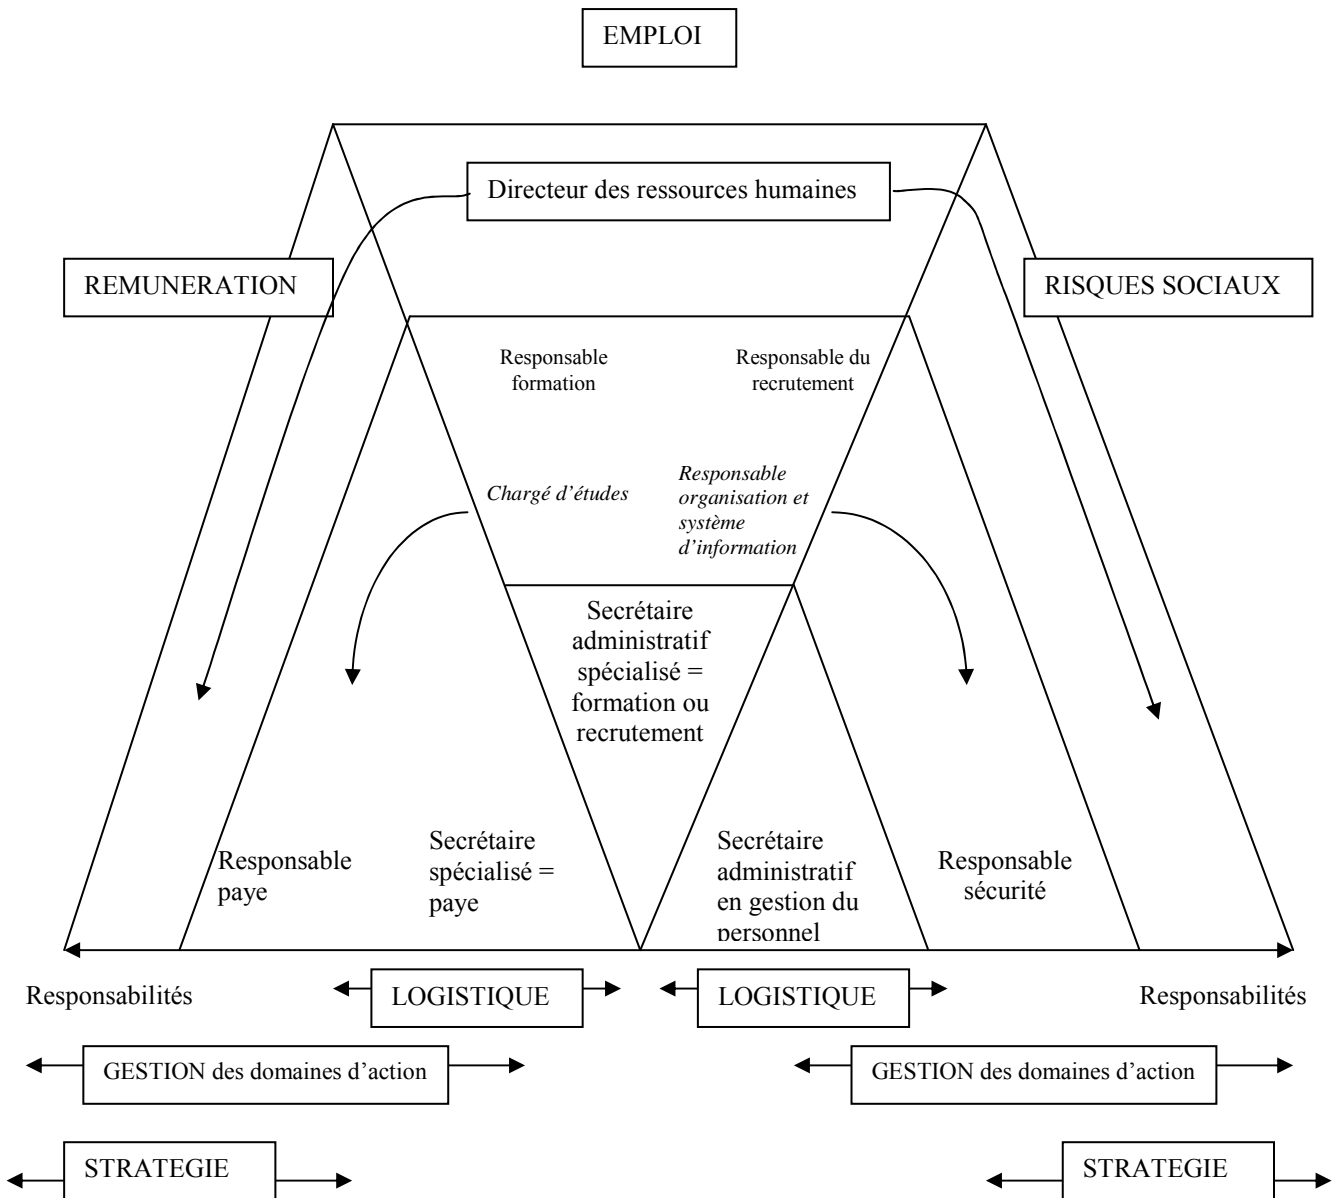 EMPLOI
Directeur des ressources humaines
REMUNERATION
RISQUES SOCIAUX
Responsable
formation
Responsable du
recrutement
Chargé d’études
Responsable
organisation et
système
d’information
Secrétaire
administratif
spécialisé =
formation ou
recrutement
Responsable
paye
Secrétaire
spécialisé =
paye
Secrétaire
administratif
en gestion du
personnel
Responsable
sécurité
Responsabilités
LOGISTIQUE
LOGISTIQUE
Responsabilités
GESTION des domaines d’action
GESTION des domaines d’action
STRATEGIE
STRATEGIE